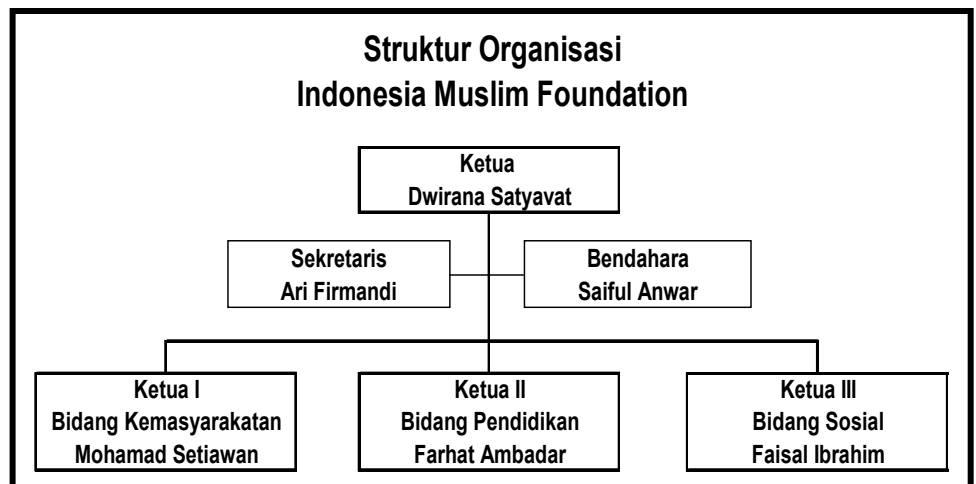 Struktur Organisasi
Indonesia Muslim Foundation
Ketua
Dwirana Satyavat
Sekretaris
Ari Firmandi
Bendahara
Saiful Anwar
Ketua I
Bidang Kemasyarakatan
Mohamad Setiawan
Ketua II
Bidang Pendidikan
Farhat Ambadar
Ketua III
Bidang Sosial
Faisal Ibrahim